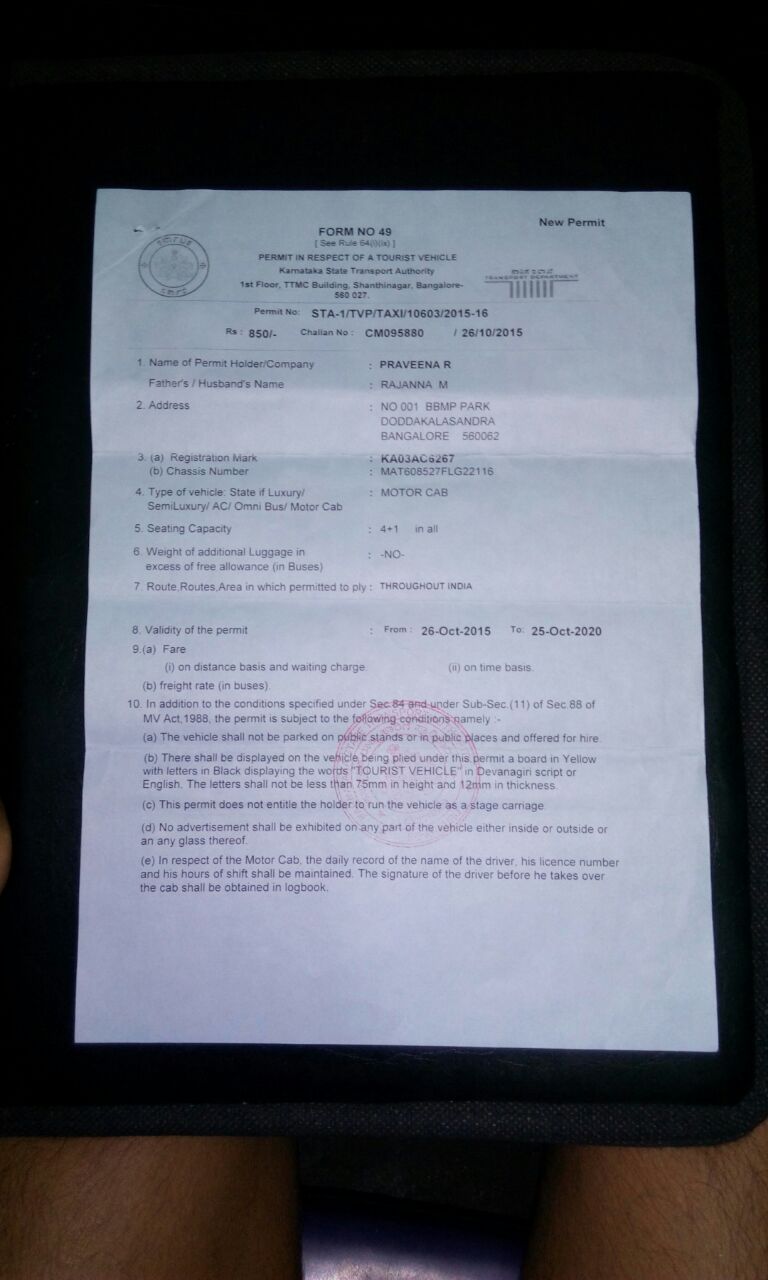 New Permit
FORM NO 49
[ See Rule 64(i)(ix) ]
PERMIT IN RESPECT OF A TOURIST VEHICLE
Karnataka State Transport Authority
1st Floor, TTMC Building, Shanthinagar, Bangalore-
560 027.
TRANSPORT DEPARTMENT
Permit No: STA-1/TVP/TAXI/10603/2015-16
Rs : 850/- Challan No : CM095880 / 26/10/2015
1. Name of Permit Holder/Company : PRAVEENA R
Father's / Husband's Name : RAJANNA M
2. Address : NO 001 BBMP PARK
DODDAKALASANDRA
BANGALORE 560062
3. (a) Registration Mark : KA03AC6267
(b) Chassis Number : MAT608527FLG22116
4. Type of vehicle: State if Luxury/ : MOTOR CAB
SemiLuxury/ AC/ Omni Bus/ Motor Cab
5. Seating Capacity : 4+1 in all
6. Weight of additional Luggage in : -NO-
excess of free allowance (in Buses)
7. Route,Routes,Area in which permitted to ply : THROUGHOUT INDIA
8. Validity of the permit : From : 26-Oct-2015 To: 25-Oct-2020
9.(a) Fare
(i) on distance basis and waiting charge (ii) on time basis.
(b) freight rate (in buses).
10. In addition to the conditions specified under Sec.84 and under Sub-Sec.(11) of Sec.88 of
MV Act,1988, the permit is subject to the following conditions namely :-
(a) The vehicle shall not be parked on public stands or in public places and offered for hire.
(b) There shall be displayed on the vehicle being plied under this permit a board in Yellow
with letters in Black displaying the words "TOURIST VEHICLE" in Devanagiri script or
English. The letters shall not be less than 75mm in height and 12mm in thickness.
(c) This permit does not entitle the holder to run the vehicle as a stage carriage.
(d) No advertisement shall be exhibited on any part of the vehicle either inside or outside or
an any glass thereof.
(e) In respect of the Motor Cab, the daily record of the name of the driver, his licence number
and his hours of shift shall be maintained. The signature of the driver before he takes over
the cab shall be obtained in logbook.